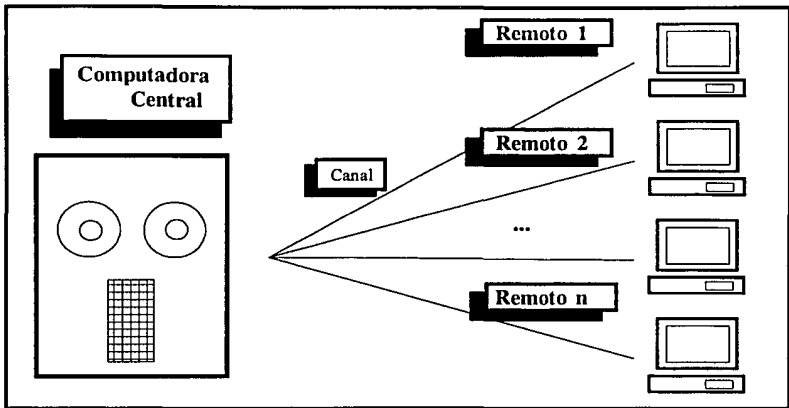 Computadora
Central
Canal
Remoto 1
Remoto 2
...
Remoto n